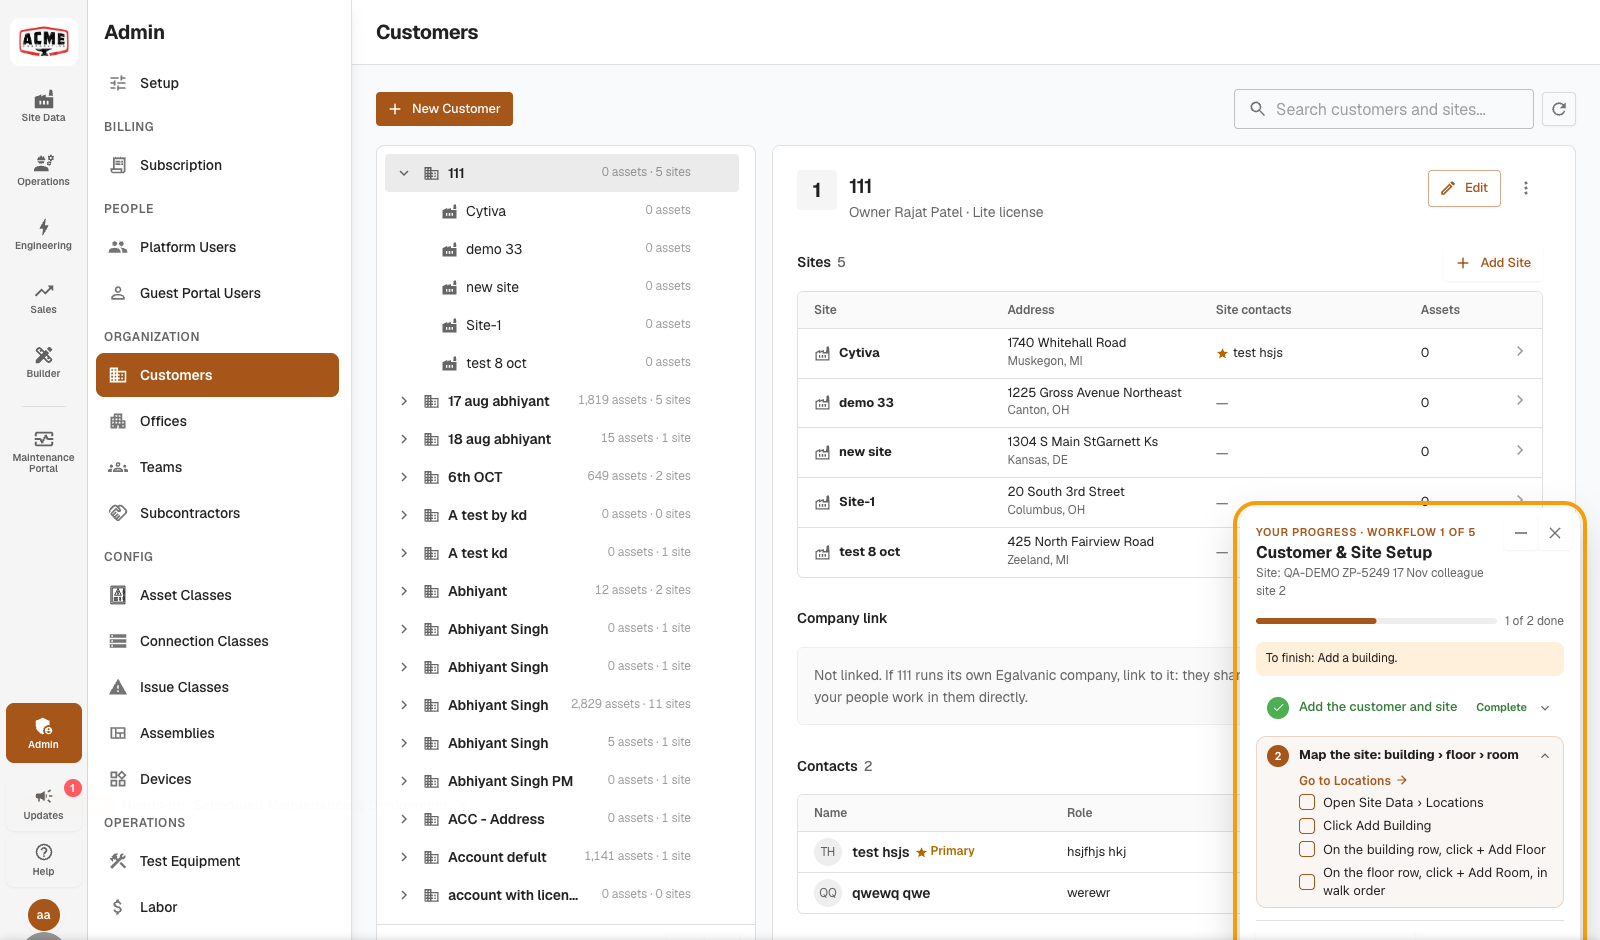 ACME
Site Data
Operations
Engineering
Sales
Builder
Maintenance
Portal
Admin
1
Updates
Help
aa
Admin
Setup
BILLING
Subscription
PEOPLE
Platform Users
Guest Portal Users
ORGANIZATION
Customers
Offices
Teams
Subcontractors
CONFIG
Asset Classes
Connection Classes
Issue Classes
Assemblies
Devices
OPERATIONS
Test Equipment
Labor
Customers
New Customer
Search customers and sites...
111 0 assets · 5 sites
Cytiva 0 assets
demo 33 0 assets
new site 0 assets
Site-1 0 assets
test 8 oct 0 assets
17 aug abhiyant 1,819 assets · 5 sites
18 aug abhiyant 15 assets · 1 site
6th OCT 649 assets · 2 sites
A test by kd 0 assets · 0 sites
A test kd 0 assets · 1 site
Abhiyant 12 assets · 2 sites
Abhiyant Singh 0 assets · 1 site
Abhiyant Singh 0 assets · 1 site
Abhiyant Singh 2,829 assets · 11 sites
Abhiyant Singh 5 assets · 1 site
Abhiyant Singh PM 0 assets · 1 site
ACC - Address 0 assets · 1 site
Account defult 1,141 assets · 1 site
account with licen... 0 assets · 0 sites
1 111
Owner Rajat Patel · Lite license
Edit
Sites 5
Add Site
Site Address Site contacts Assets
Cytiva 1740 Whitehall Road test hsjs 0
Muskegon, MI
demo 33 1225 Gross Avenue Northeast — 0
Canton, OH
new site 1304 S Main StGarnett Ks — 0
Kansas, DE
Site-1 20 South 3rd Street — 0
Columbus, OH
test 8 oct 425 North Fairview Road —
Zeeland, MI
Company link
Not linked. If 111 runs its own Egalvanic company, link to it: they shar
your people work in them directly.
Contacts 2
Name Role
TH test hsjs Primary hsjfhjs hkj
QQ qwewq qwe werewr
YOUR PROGRESS · WORKFLOW 1 OF 5
Customer & Site Setup
Site: QA-DEMO ZP-5249 17 Nov colleague
site 2
1 of 2 done
To finish: Add a building.
Add the customer and site Complete
2 Map the site: building › floor › room
Go to Locations →
Open Site Data › Locations
Click Add Building
On the building row, click + Add Floor
On the floor row, click + Add Room, in
walk order